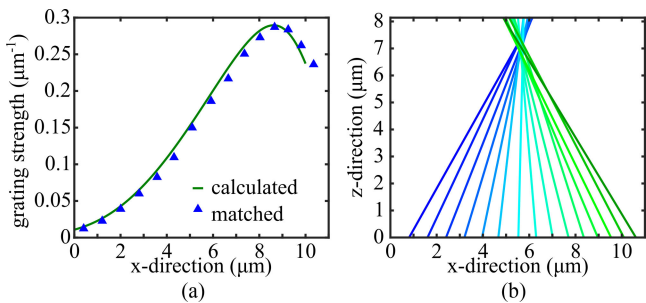 grating strength (μm⁻¹)
0.3
0.25
0.2
0.15
0.1
0.05
0
0 2 4 6 8 10
x-direction (μm)
calculated
matched
(a)
z-direction (μm)
8
7
6
5
4
3
2
1
0
0 2 4 6 8 10
x-direction (μm)
(b)